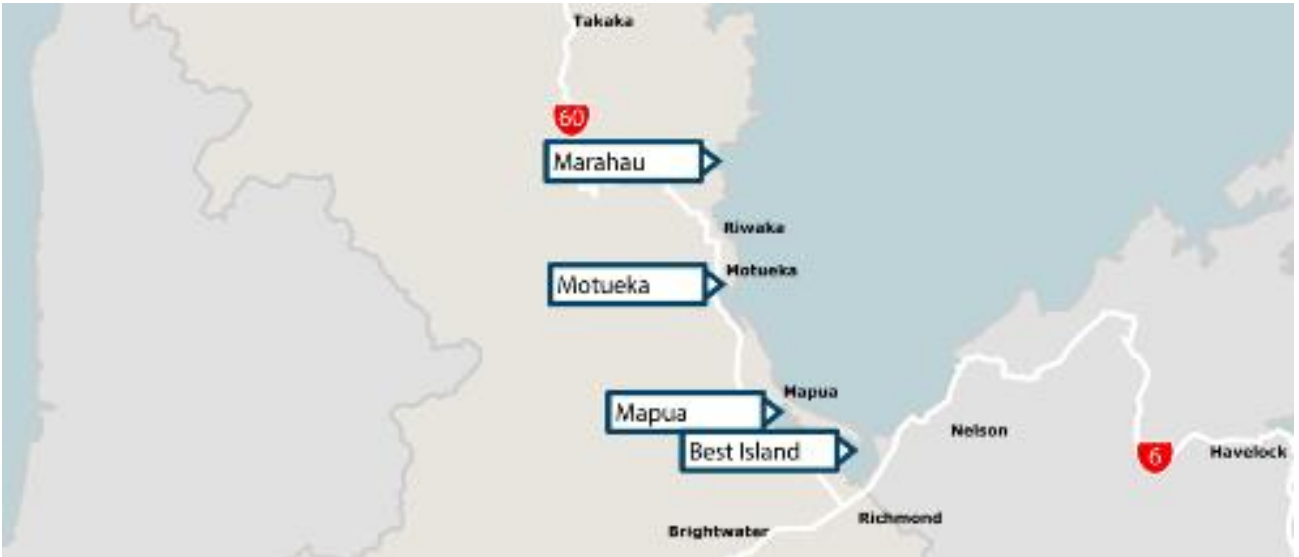 Takaka
60
Marahau
Riwaka
Motueka
Motueka
Mapua
Mapua
Nelson
Best Island
6
Havelock
Richmond
Brightwater